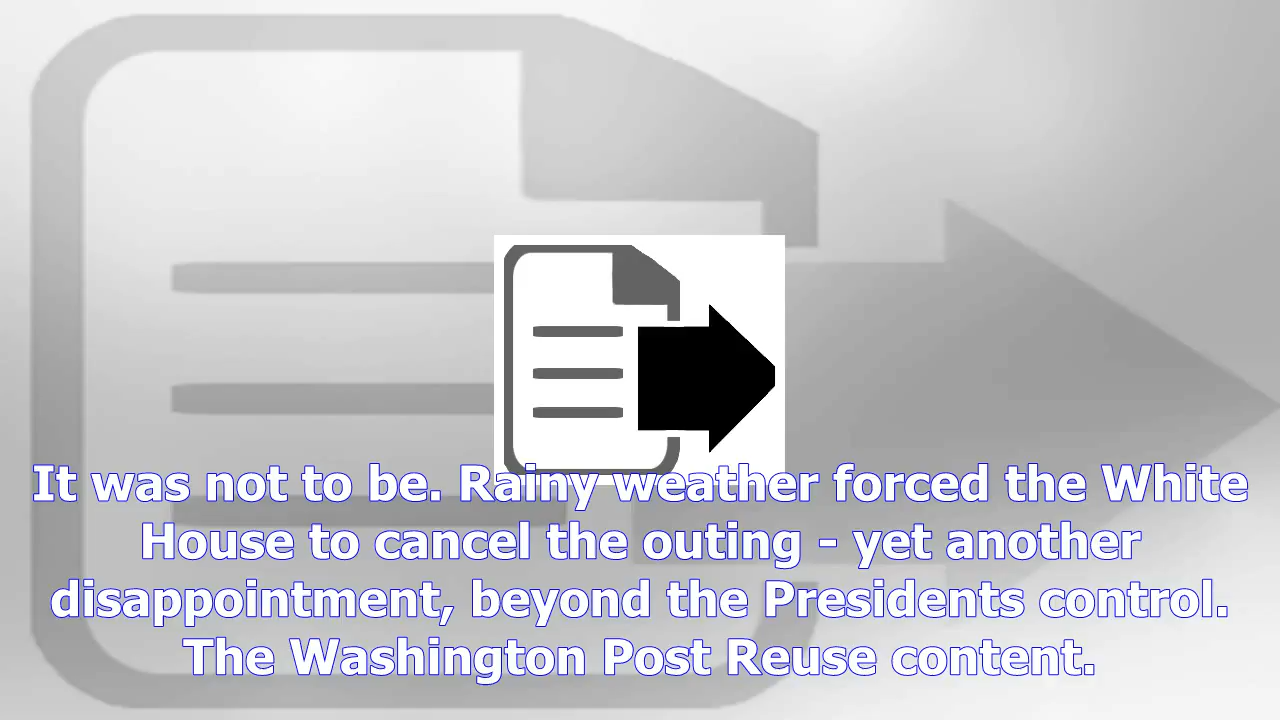 It was not to be. Rainy weather forced the White
House to cancel the outing - yet another
disappointment, beyond the Presidents control.
The Washington Post Reuse content.